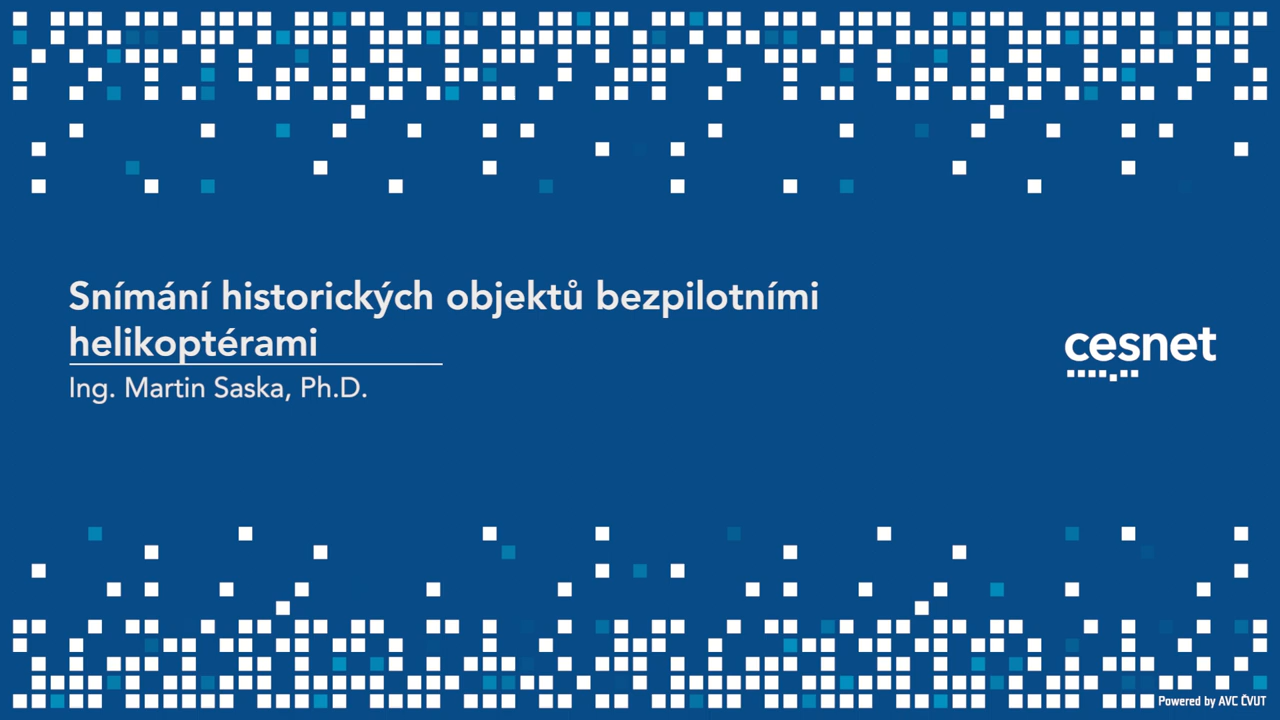 Snímání historických objektů bezpilotními
helikoptérami
Ing. Martin Saska, Ph.D.
cesnet
Powered by AVC ČVUT